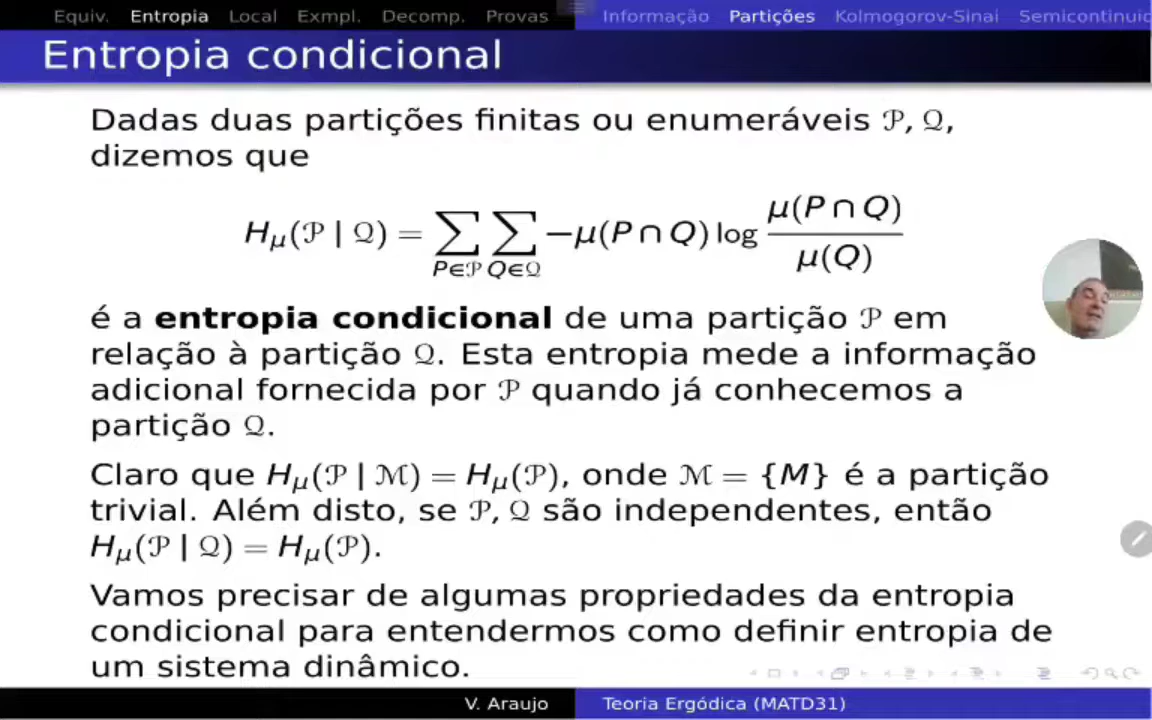 Equiv. Entropia Local Exmpl. Decomp. Provas Informação Partições Kolmogorov-Sinai Semicontinuid
Entropia condicional
Dadas duas partições finitas ou enumeráveis 𝒫, 𝒬,
dizemos que
H_μ(𝒫 | 𝒬) = ∑_{P∈𝒫} ∑_{Q∈𝒬} −μ(P ∩ Q) log μ(P ∩ Q) / μ(Q)
é a entropia condicional de uma partição 𝒫 em
relação à partição 𝒬. Esta entropia mede a informação
adicional fornecida por 𝒫 quando já conhecemos a
partição 𝒬.
Claro que H_μ(𝒫 | ℳ) = H_μ(𝒫), onde ℳ = {M} é a partição
trivial. Além disto, se 𝒫, 𝒬 são independentes, então
H_μ(𝒫 | 𝒬) = H_μ(𝒫).
Vamos precisar de algumas propriedades da entropia
condicional para entendermos como definir entropia de
um sistema dinâmico.
V. Araujo Teoria Ergódica (MATD31)